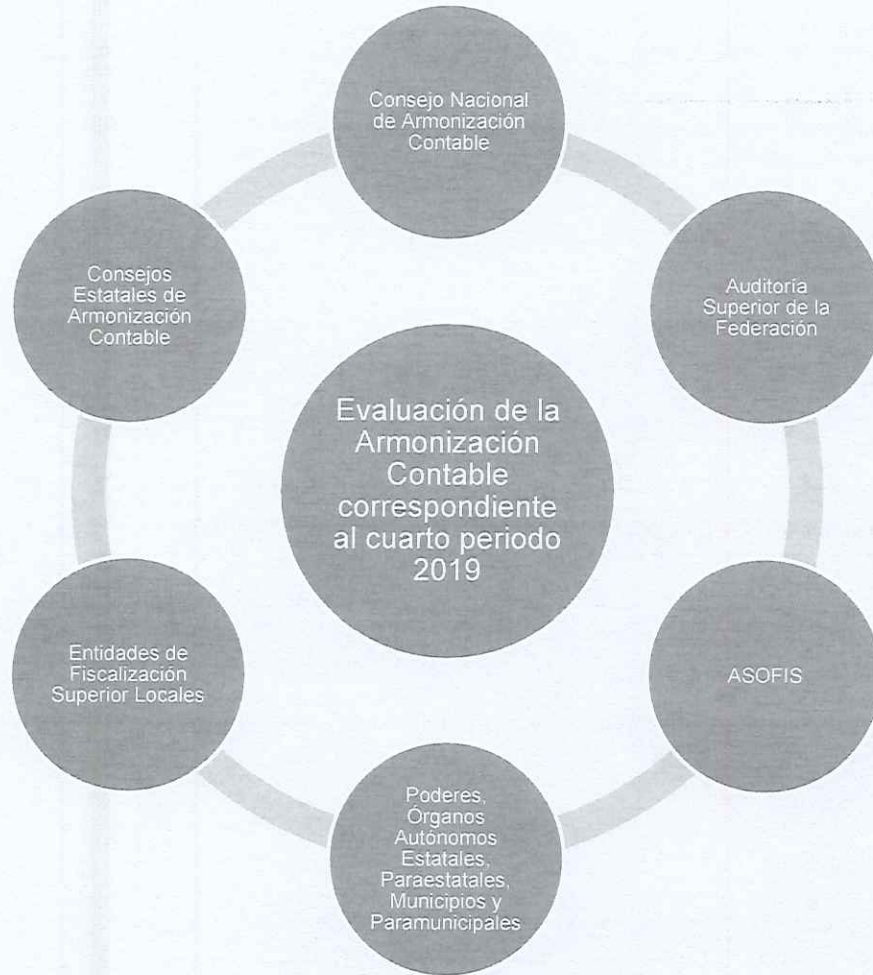 Consejo Nacional
de Armonización
Contable
Auditoría
Superior de la
Federación
ASOFIS
Poderes,
Órganos
Autónomos
Estatales,
Paraestatales,
Municipios y
Paramunicipales
Entidades de
Fiscalización
Superior Locales
Consejos
Estatales de
Armonización
Contable
Evaluación de la
Armonización
Contable
correspondiente
al cuarto periodo
2019